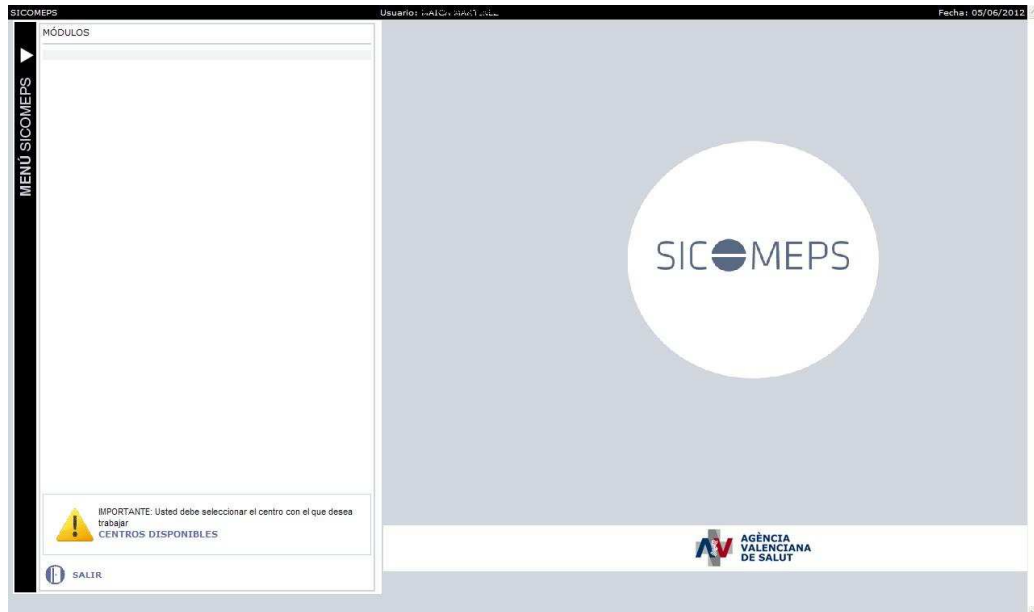 SICOMEPS
Usuario:
Fecha: 05/06/2012
MÓDULOS
MENÚ SICOMEPS
SICOMEPS
IMPORTANTE: Usted debe seleccionar el centro con el que desea
trabajar
CENTROS DISPONIBLES
SALIR
AGÈNCIA
VALENCIANA
DE SALUT